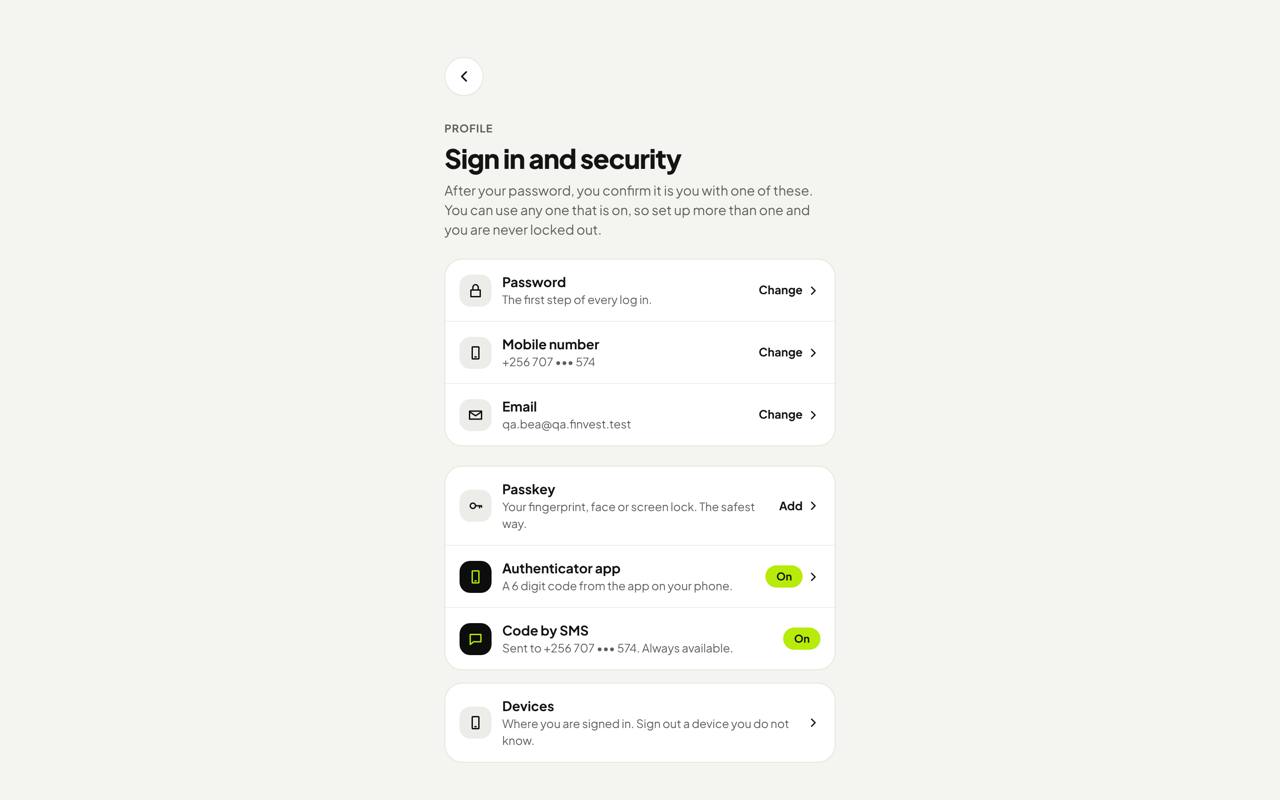 PROFILE
Sign in and security
After your password, you confirm it is you with one of these.
You can use any one that is on, so set up more than one and
you are never locked out.
Password
The first step of every log in.
Change
Mobile number
+256 707 ••• 574
Change
Email
qa.bea@qa.finvest.test
Change
Passkey
Your fingerprint, face or screen lock. The safest
way.
Add
Authenticator app
A 6 digit code from the app on your phone.
On
Code by SMS
Sent to +256 707 ••• 574. Always available.
On
Devices
Where you are signed in. Sign out a device you do not
know.